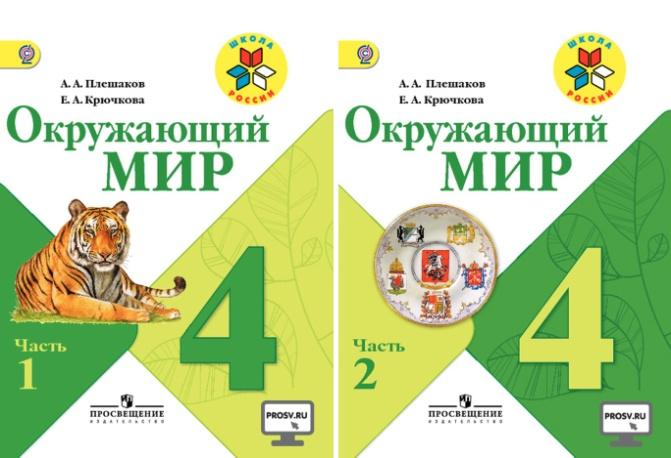 ШКОЛА
РОССИИ
А. А. Плешаков
Е. А. Крючкова
Окружающий
МИР
4
Часть
1
ПРОСВЕЩЕНИЕ
ИЗДАТЕЛЬСТВО
PROSV.RU
ШКОЛА
РОССИИ
А. А. Плешаков
Е. А. Крючкова
Окружающий
МИР
4
Часть
2
ПРОСВЕЩЕНИЕ
ИЗДАТЕЛЬСТВО
PROSV.RU